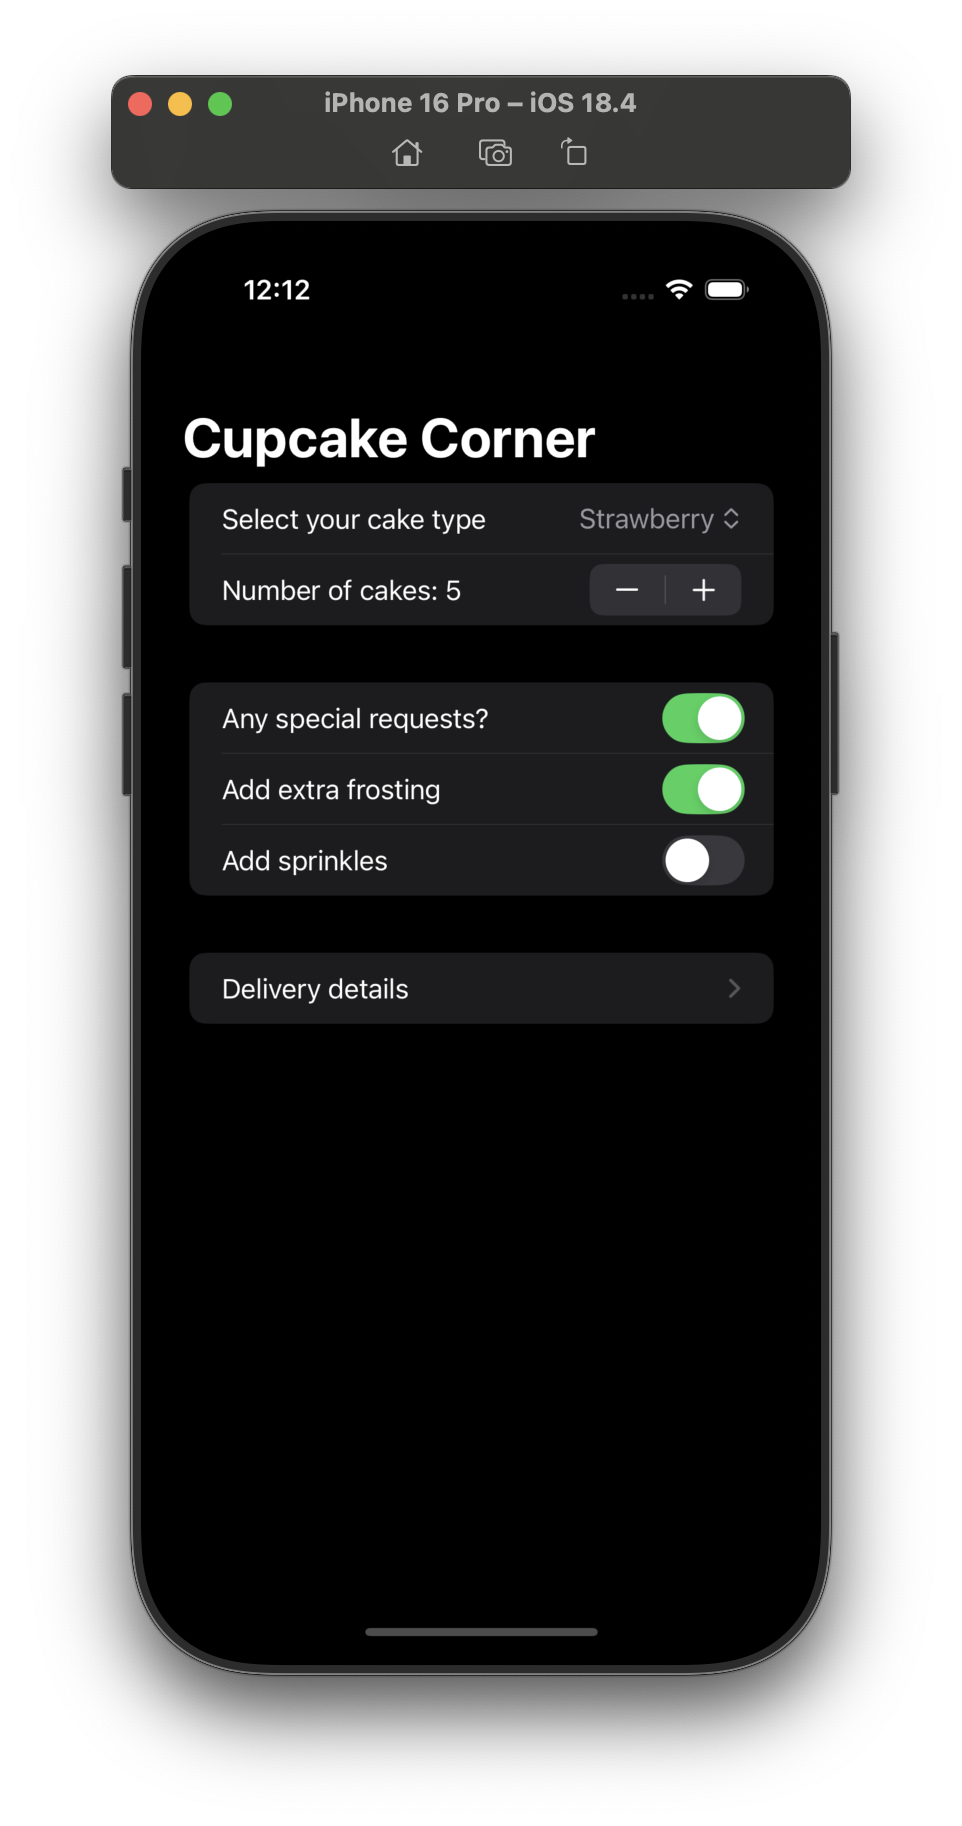 iPhone 16 Pro – iOS 18.4
12:12
Cupcake Corner
Select your cake type Strawberry
Number of cakes: 5
Any special requests?
Add extra frosting
Add sprinkles
Delivery details